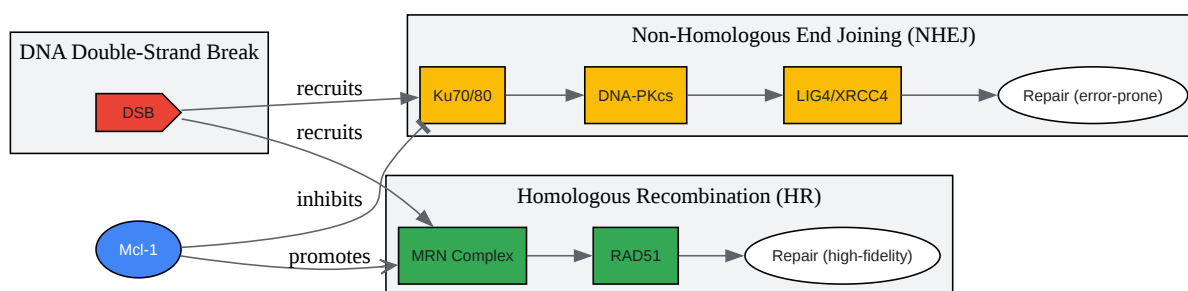 DNA Double-Strand Break
DSB
Non-Homologous End Joining (NHEJ)
recruits
Ku70/80
DNA-PKcs
LIG4/XRCC4
Repair (error-prone)
recruits
inhibits
Homologous Recombination (HR)
Mcl-1
promotes
MRN Complex
RAD51
Repair (high-fidelity)